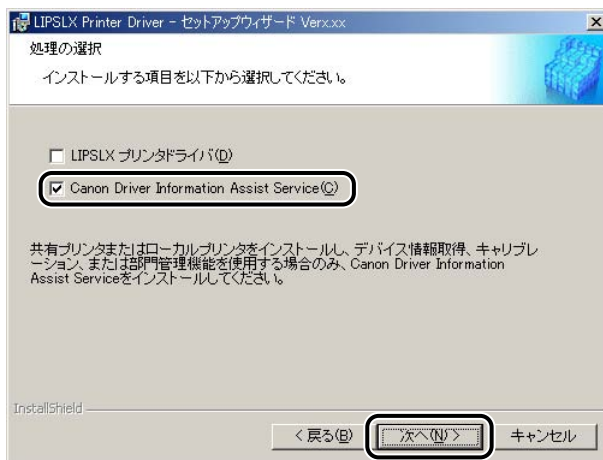 LIPSLX Printer Driver - セットアップウィザード Verx.xx
処理の選択
インストールする項目を以下から選択してください。
LIPSLX プリンタドライバ(D)
Canon Driver Information Assist Service(C)
共有プリンタまたはローカルプリンタをインストールし、デバイス情報取得、キャリブレ
ーション、または部門管理機能を使用する場合のみ、Canon Driver Information
Assist Serviceをインストールしてください。
InstallShield
< 戻る(B) 次へ(N) > キャンセル